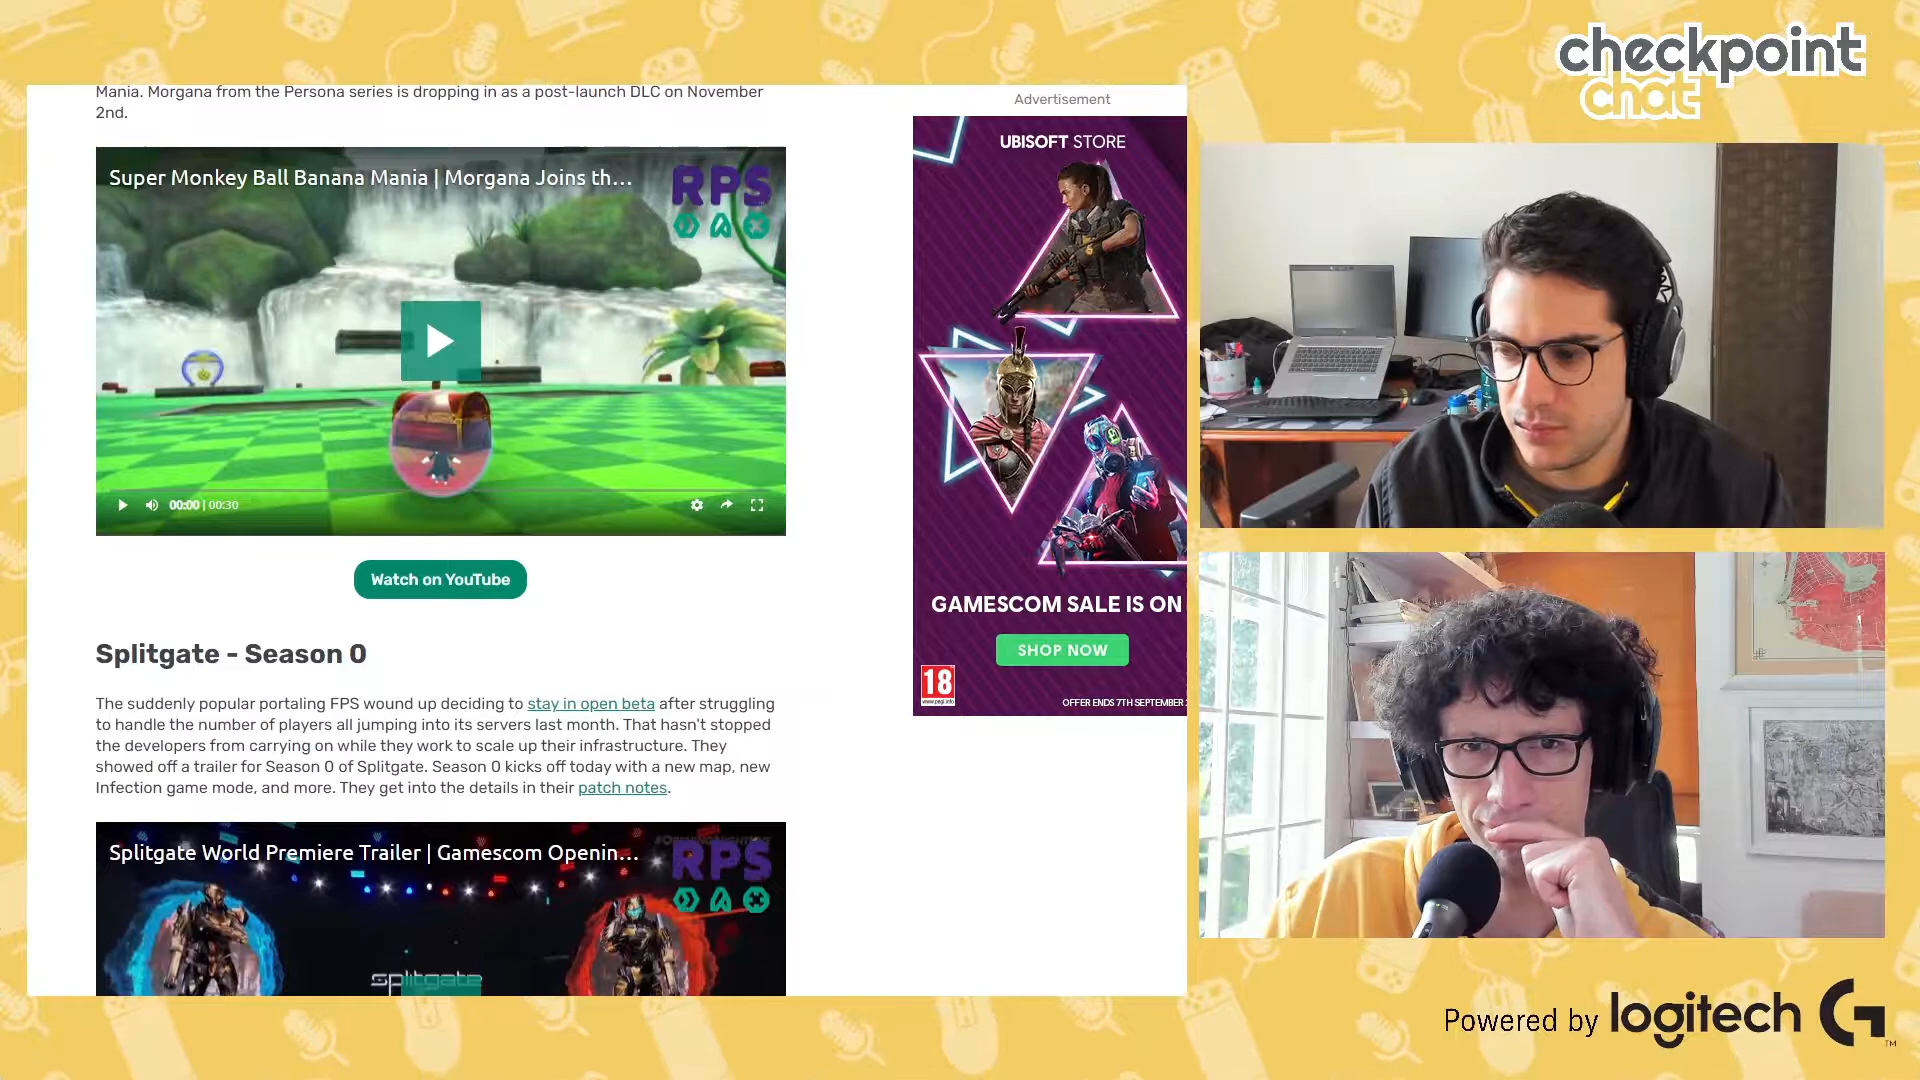 checkpoint
chat
Mania. Morgana from the Persona series is dropping in as a post-launch DLC on November
2nd.
Super Monkey Ball Banana Mania | Morgana Joins th...
RPS
00:00 | 00:30
Watch on YouTube
Splitgate - Season 0
The suddenly popular portaling FPS wound up deciding to stay in open beta after struggling
to handle the number of players all jumping into its servers last month. That hasn't stopped
the developers from carrying on while they work to scale up their infrastructure. They
showed off a trailer for Season 0 of Splitgate. Season 0 kicks off today with a new map, new
Infection game mode, and more. They get into the details in their patch notes.
Splitgate World Premiere Trailer | Gamescom Openin...
RPS
splitgate
Advertisement
UBISOFT STORE
GAMESCOM SALE IS ON
SHOP NOW
18
www.pegi.info
OFFER ENDS 7TH SEPTEMBER
Powered by logitech G
TM